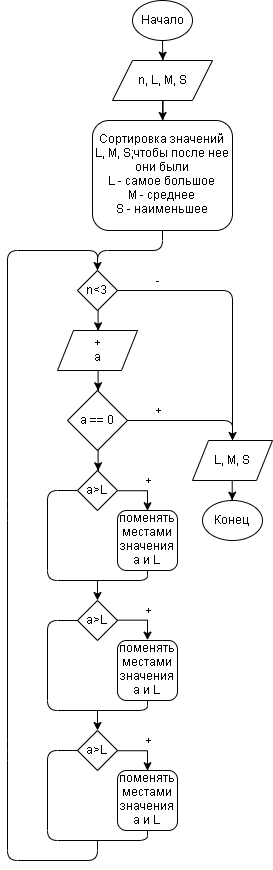 Начало
n, L, M, S
Сортировка значений
L, M, S;чтобы после нее
они были
L - самое большое
M - среднее
S - наименьшее
n<3
-
+
a
a == 0
+
L, M, S
Конец
a>L
+
поменять
местами
значения
a и L
a>L
+
поменять
местами
значения
a и L
a>L
+
поменять
местами
значения
a и L